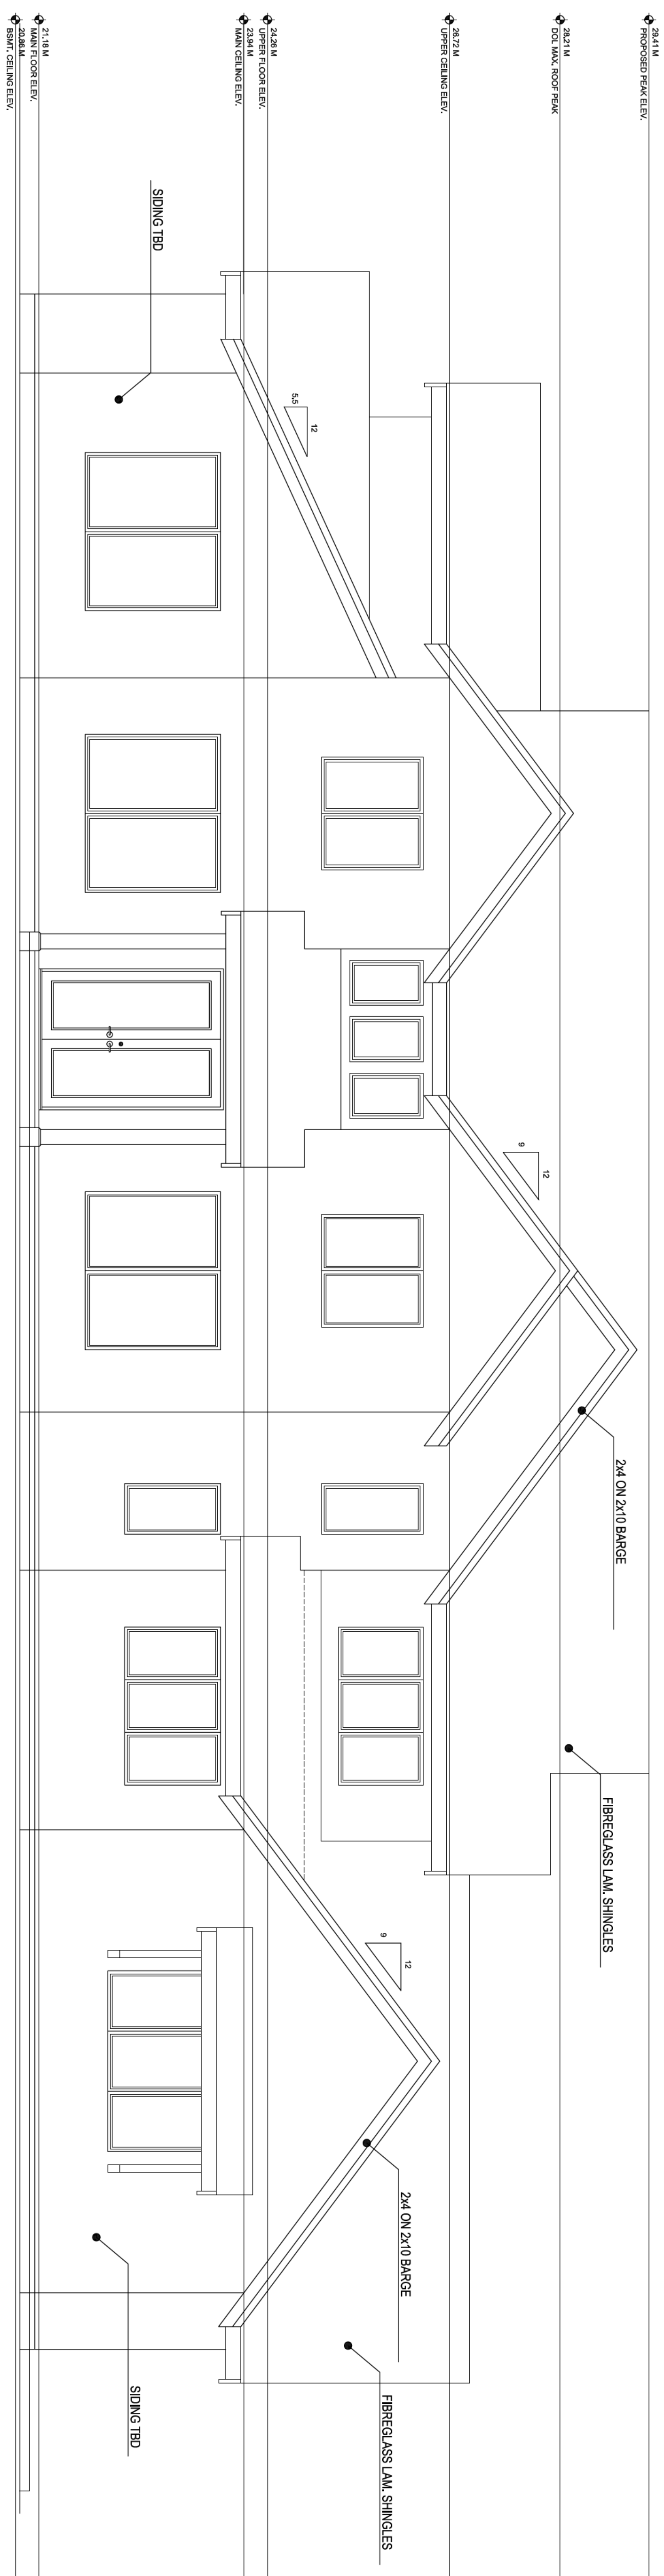 29.41 M
PROPOSED PEAK ELEV.
28.21 M
DOL MAX. ROOF PEAK
26.72 M
UPPER CEILING ELEV.
24.26 M
UPPER FLOOR ELEV.
23.94 M
MAIN CEILING ELEV.
21.18 M
MAIN FLOOR ELEV.
20.86 M
BSMT. CEILING ELEV.
SIDING TBD
12
5.5
12
9
2x4 ON 2x10 BARGE
FIBREGLASS LAM. SHINGLES
12
9
2x4 ON 2x10 BARGE
FIBREGLASS LAM. SHINGLES
SIDING TBD